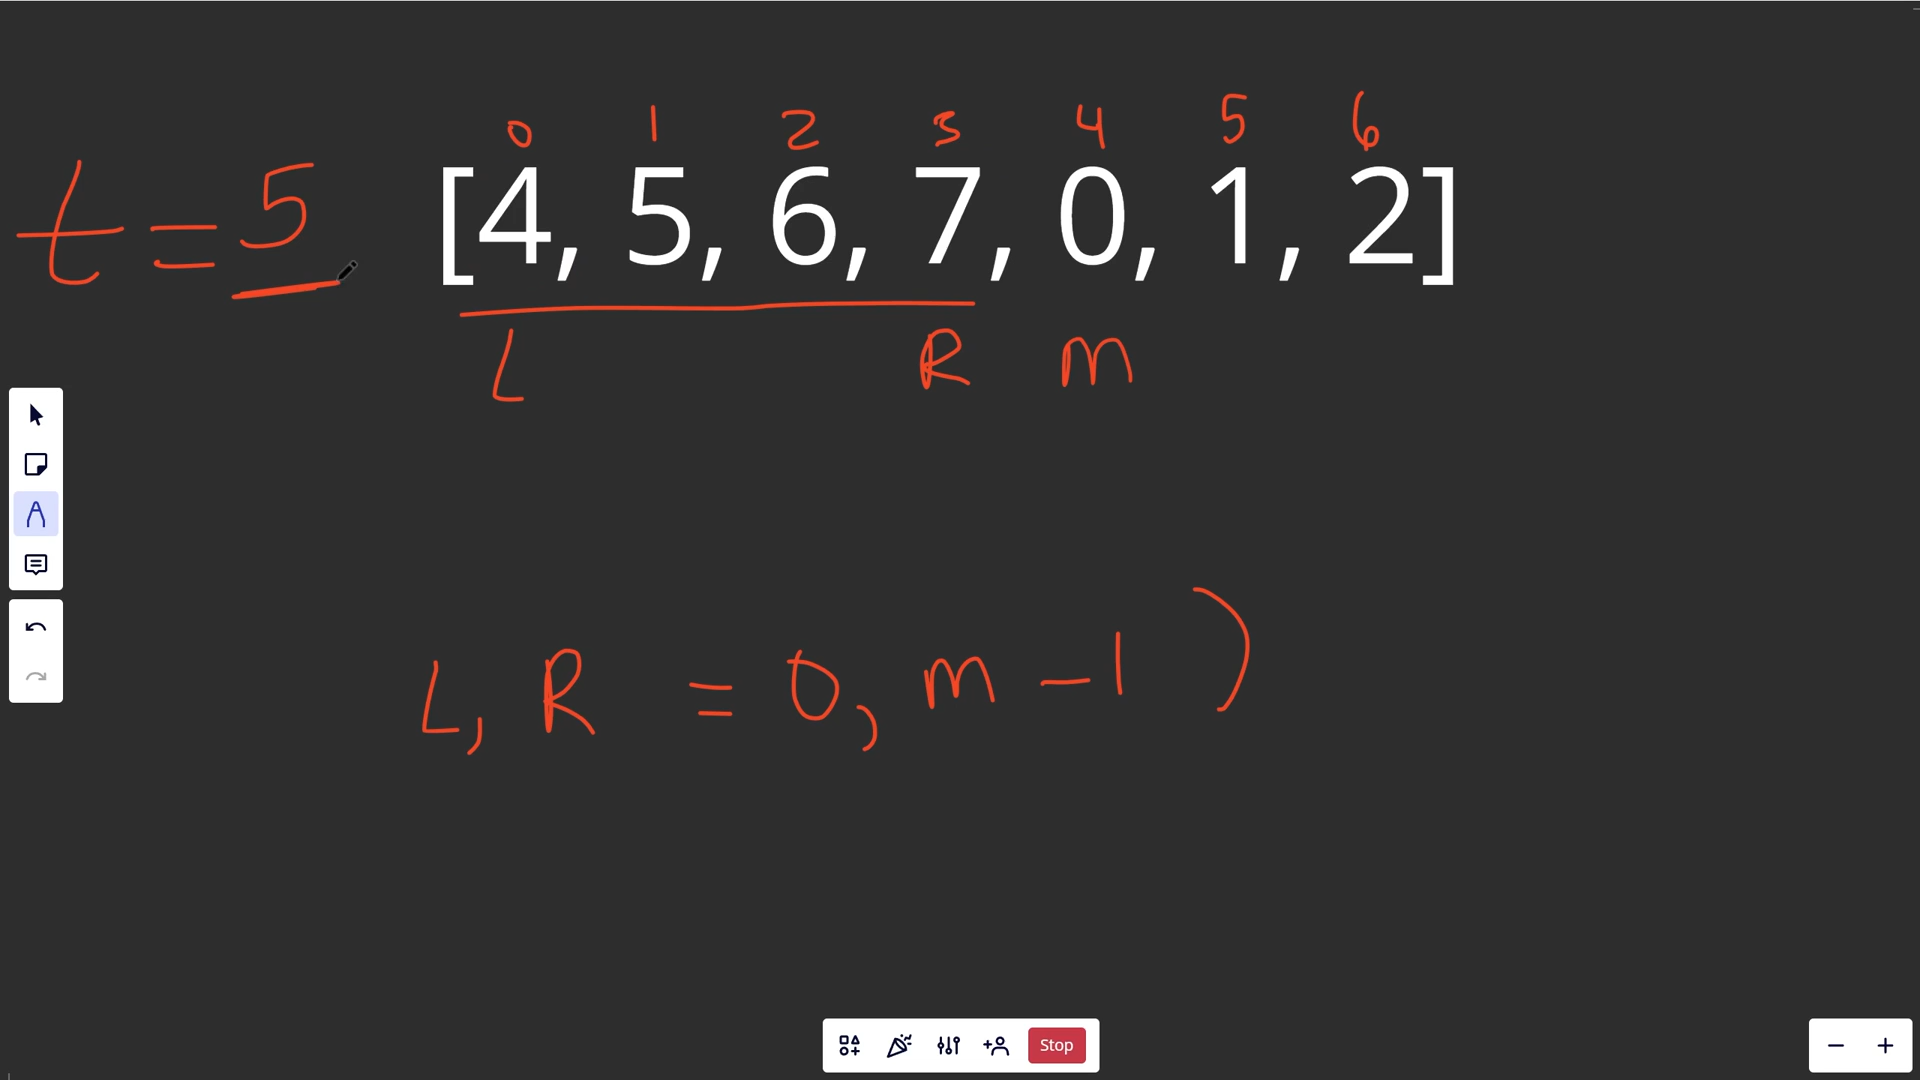 0 1 2 3 4 5 6
t = 5 [4, 5, 6, 7, 0, 1, 2]
L R m
L, R = 0, m - 1 )
Stop